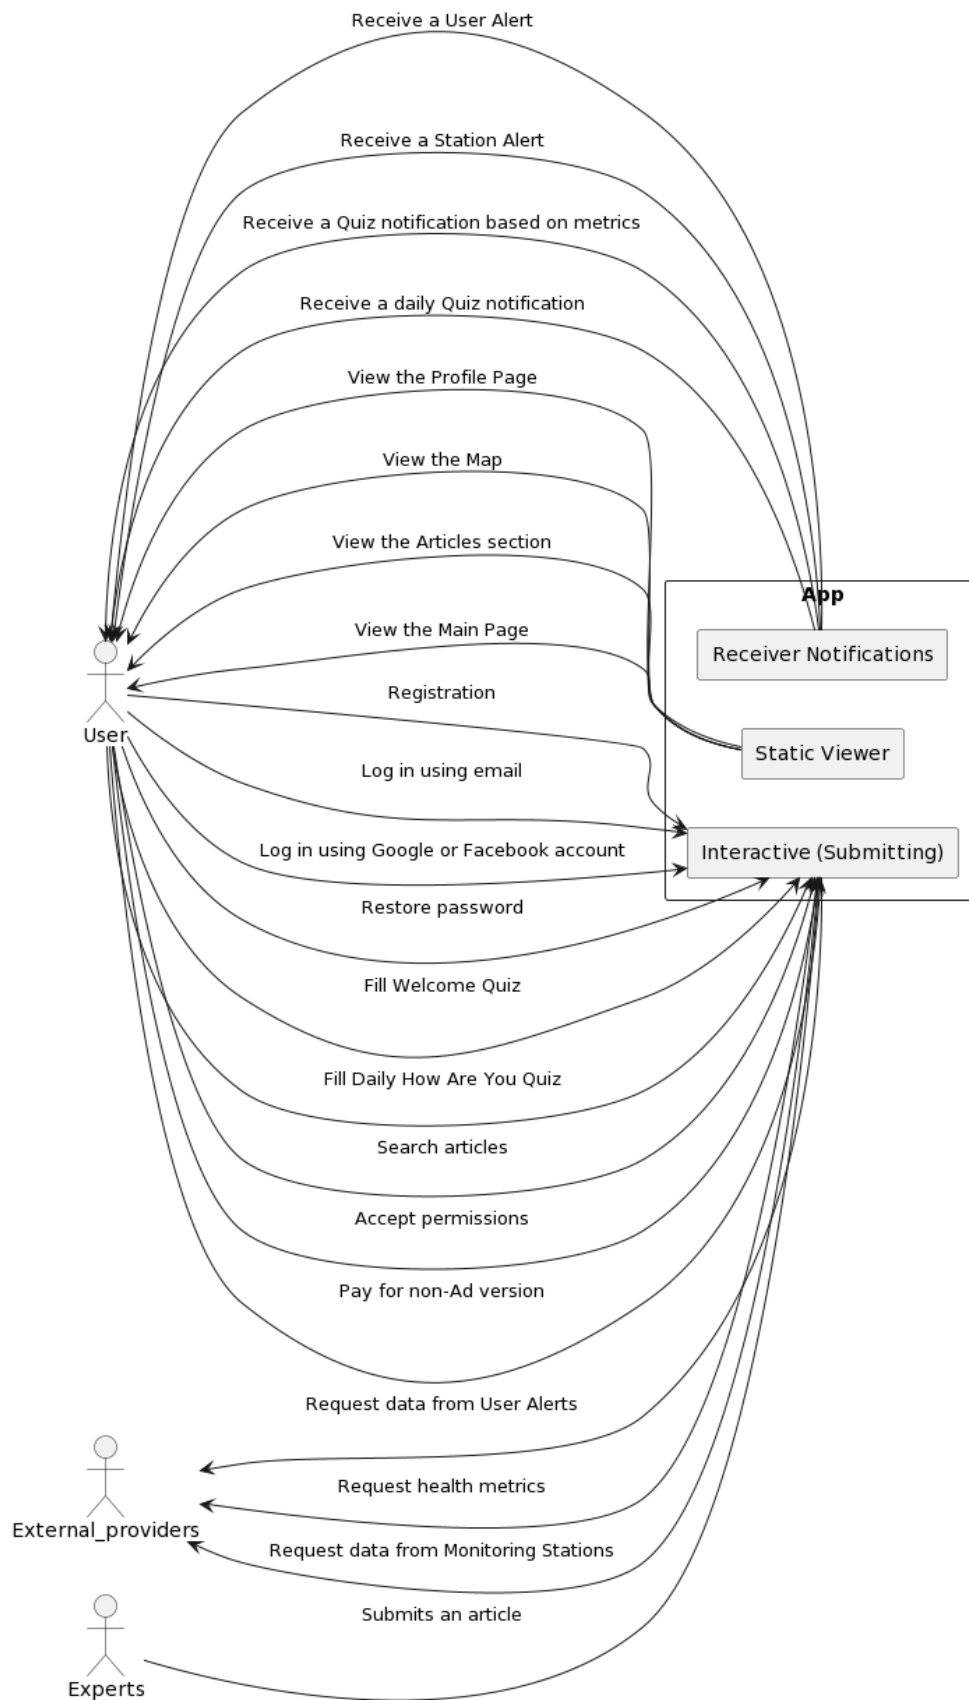 Receive a User Alert
Receive a Station Alert
Receive a Quiz notification based on metrics
Receive a daily Quiz notification
View the Profile Page
View the Map
View the Articles section
App
View the Main Page
Receiver Notifications
Registration
User
Static Viewer
Log in using email
Log in using Google or Facebook account
Interactive (Submitting)
Restore password
Fill Welcome Quiz
Fill Daily How Are You Quiz
Search articles
Accept permissions
Pay for non-Ad version
Request data from User Alerts
Request health metrics
External_providers
Request data from Monitoring Stations
Submits an article
Experts